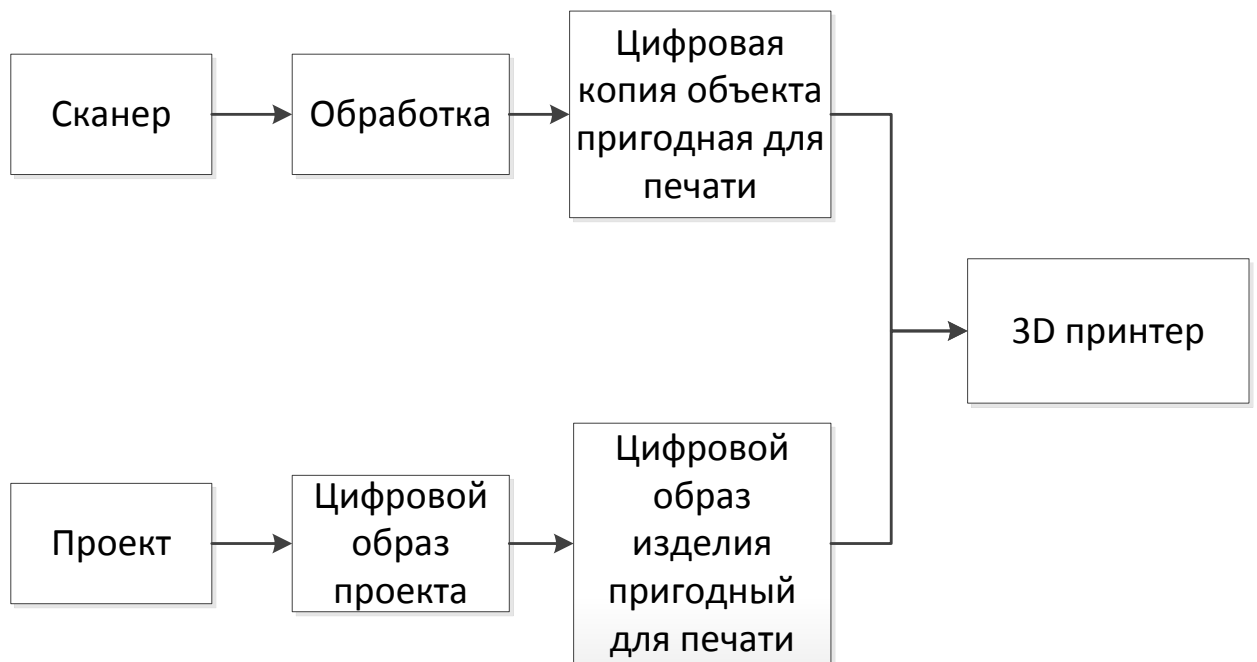 Сканер
Обработка
Цифровая
копия объекта
пригодная для
печати
3D принтер
Проект
Цифровой
образ
проекта
Цифровой
образ
изделия
пригодный
для печати